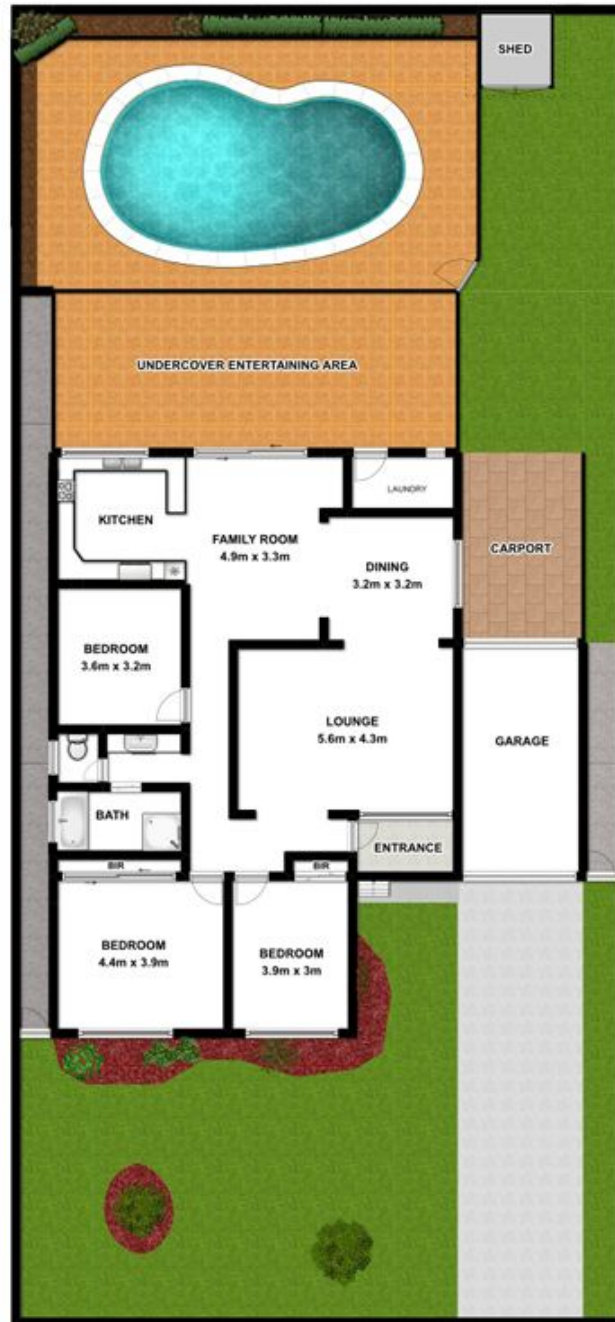 SHED
UNDERCOVER ENTERTAINING AREA
LAUNDRY
KITCHEN
FAMILY ROOM
4.9m x 3.3m
DINING
3.2m x 3.2m
CARPORT
BEDROOM
3.6m x 3.2m
LOUNGE
5.6m x 4.3m
GARAGE
BATH
ENTRANCE
BIR
BIR
BEDROOM
4.4m x 3.9m
BEDROOM
3.9m x 3m